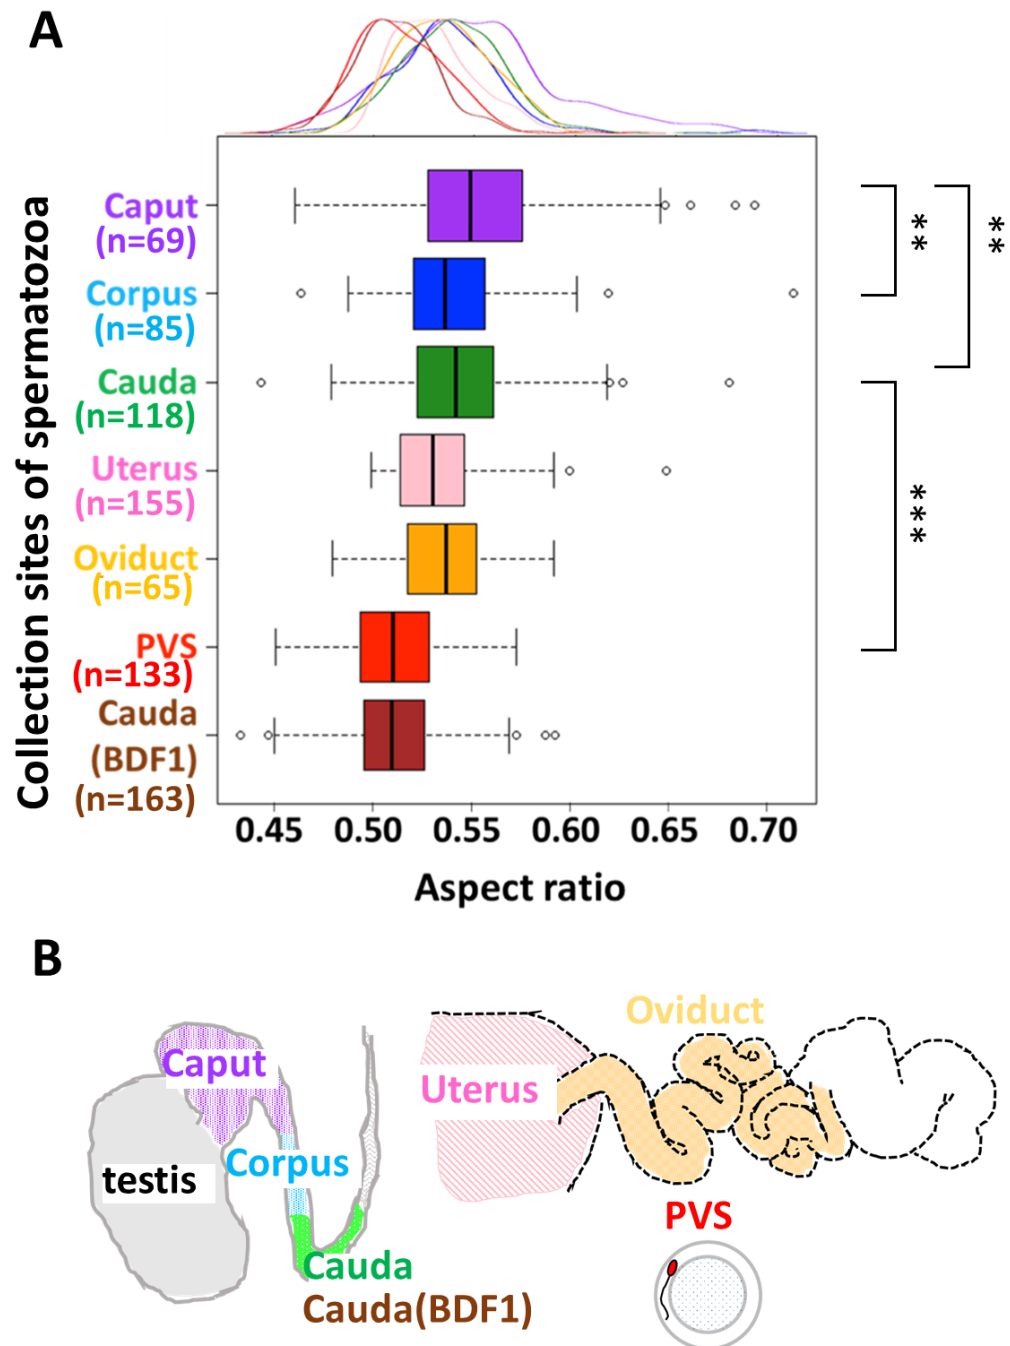 A
Collection sites of spermatozoa
Caput
(n=69)
Corpus
(n=85)
Cauda
(n=118)
Uterus
(n=155)
Oviduct
(n=65)
PVS
(n=133)
Cauda
(BDF1)
(n=163)
**
**
***
0.45 0.50 0.55 0.60 0.65 0.70
Aspect ratio
B
Caput
testis
Corpus
Cauda
Cauda(BDF1)
Oviduct
Uterus
PVS